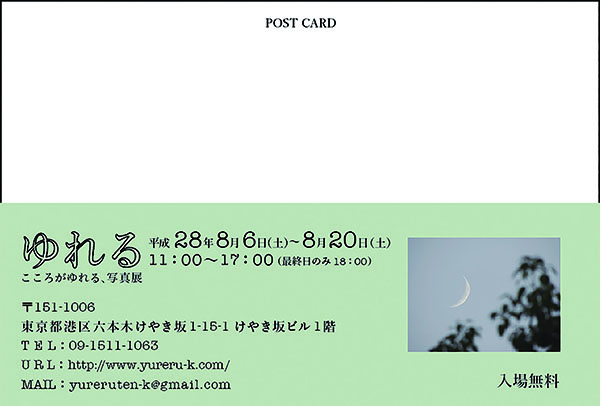 POST CARD
ゆれる
こころがゆれる、写真展
平成28年8月6日(土)～8月20日(土)
11：00～17：00(最終日のみ18：00)
〒151-1006
東京都港区六本木けやき坂1-15-1 けやき坂ビル1階
TEL：09-1511-1063
URL：http://www.yureru-k.com/
MAIL：yureruten-k@gmail.com
入場無料